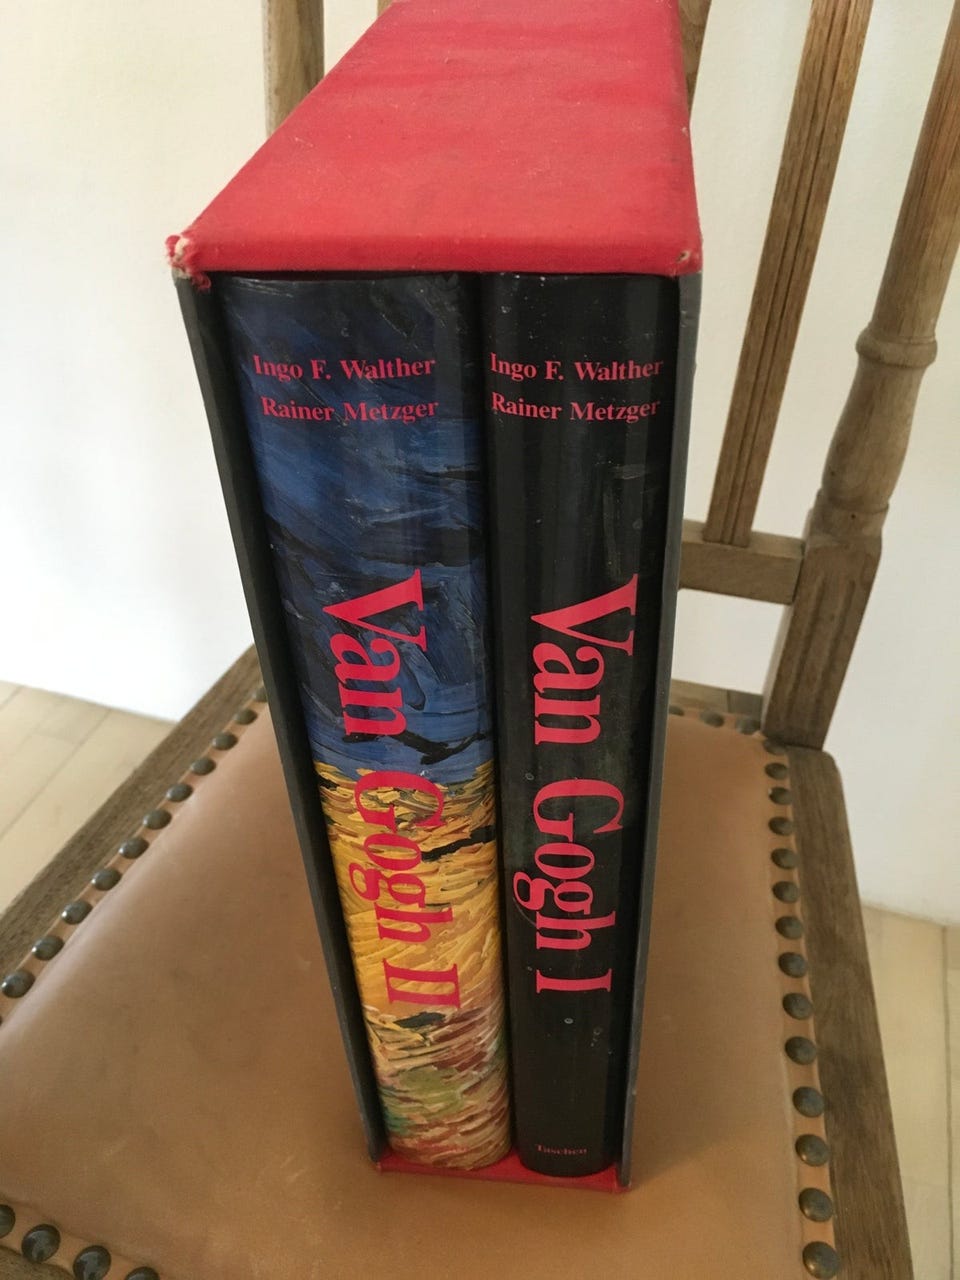 Ingo F. Walther
Rainer Metzger
Van Gogh II
Ingo F. Walther
Rainer Metzger
Van Gogh I
Taschen